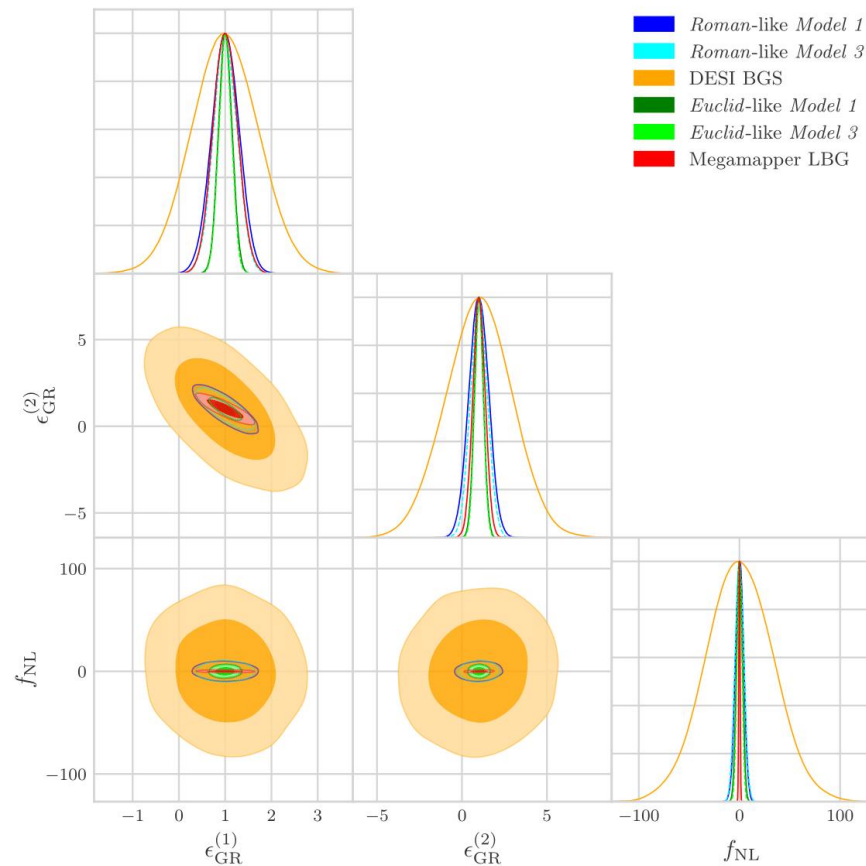 Roman-like Model 1
Roman-like Model 3
DESI BGS
Euclid-like Model 1
Euclid-like Model 3
Megamapper LBG
5
0
−5
ϵ_GR^(2)
100
0
−100
f_NL
−1 0 1 2 3
ϵ_GR^(1)
−5 0 5
ϵ_GR^(2)
−100 0 100
f_NL